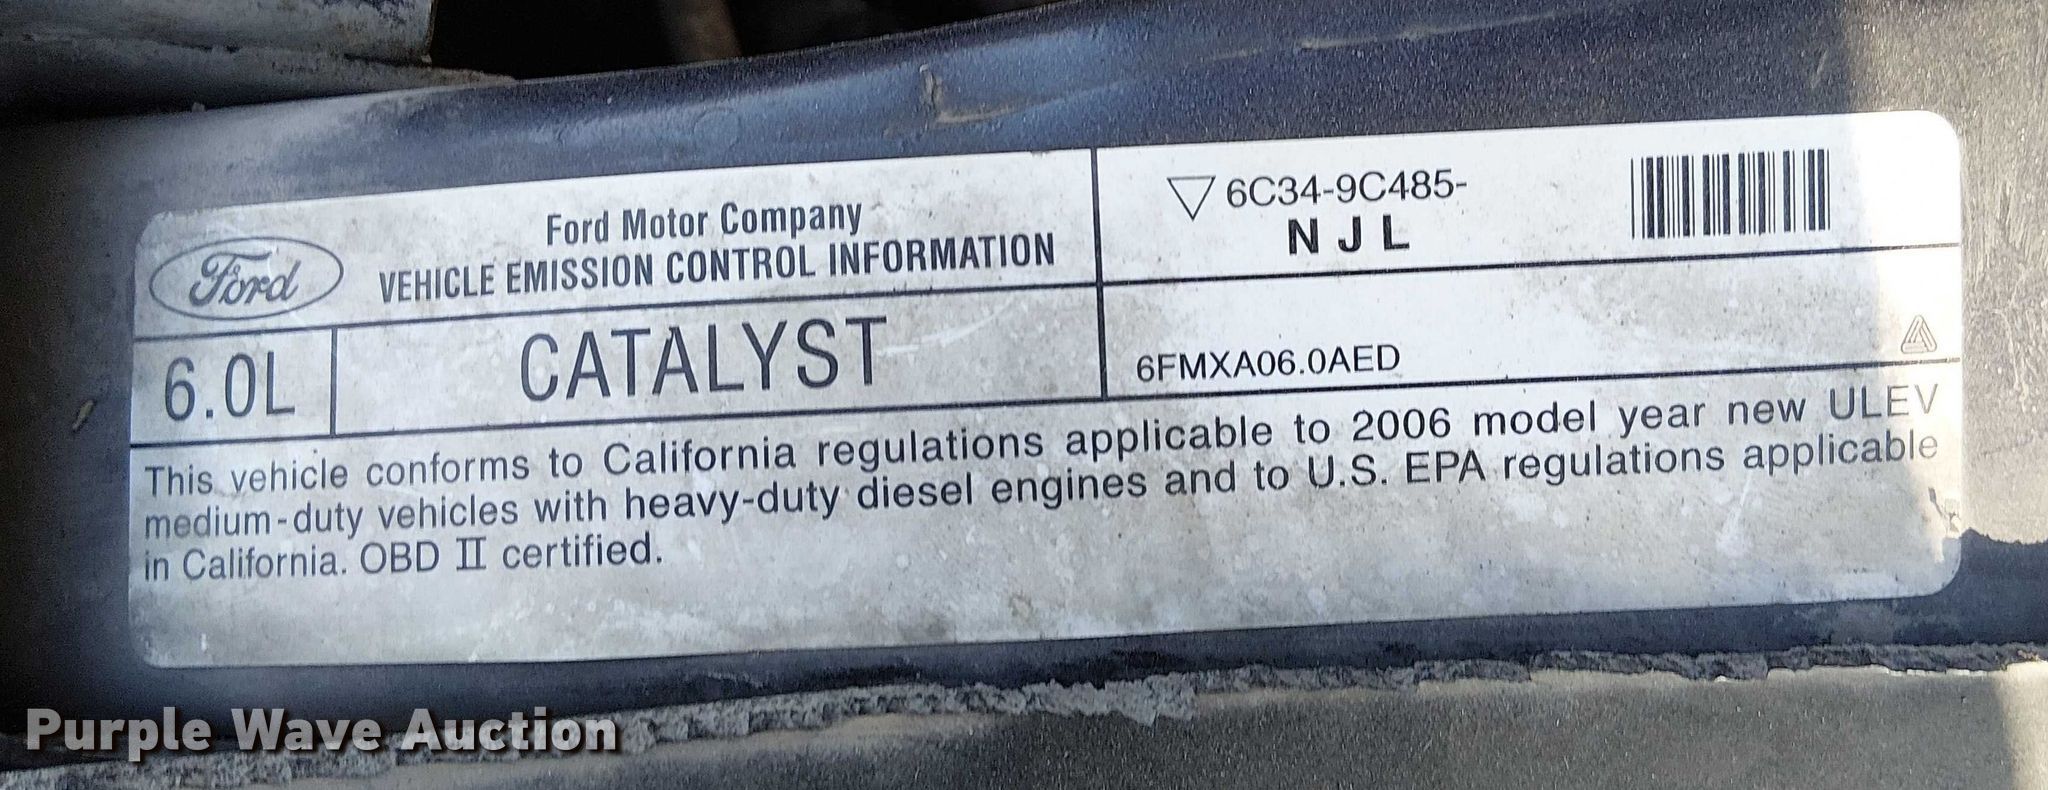 Ford
Ford Motor Company
VEHICLE EMISSION CONTROL INFORMATION
6C34-9C485-
NJL
6.0L
CATALYST
6FMXA06.0AED
This vehicle conforms to California regulations applicable to 2006 model year new ULEV
medium-duty vehicles with heavy-duty diesel engines and to U.S. EPA regulations applicable
in California. OBD II certified.
Purple Wave Auction